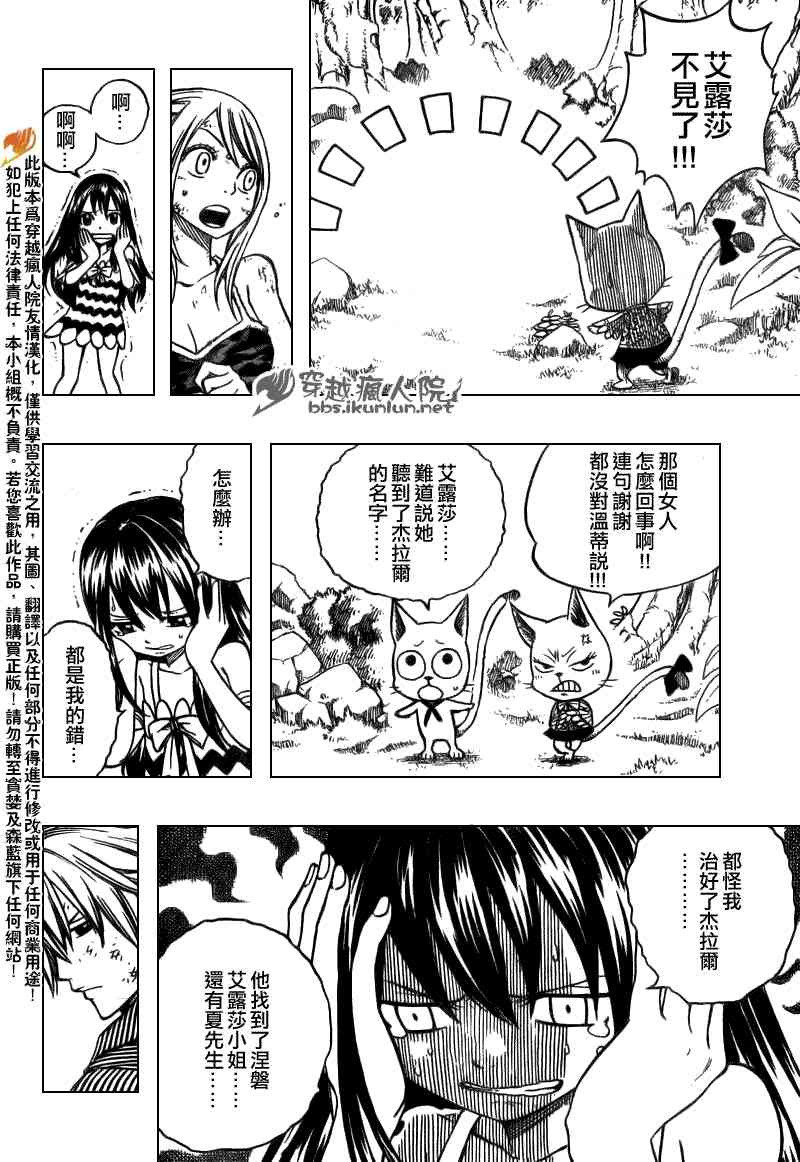 艾露莎
不見了!!!
啊…
啊啊…
穿越瘋人院
bbs.ikunlun.net
那個女人
怎麼回事啊!!
連句謝謝
都沒對溫蒂說!!!
艾露莎……
難道說她
聽到了杰拉爾
的名字……
怎麼辦…
都是我的錯…
都怪我
治好了杰拉爾
…………
他找到了涅磐
艾露莎小姐……
還有夏先生……
此版本爲穿越瘋人院友情漢化，僅供學習交流之用，其圖、翻譯以及任何部分不得進行修改或用于任何商業用途！
如犯上任何法律責任，本小組概不負責。若您喜歡此作品，請購買正版！請勿轉至貪婪及森藍旗下任何網站！